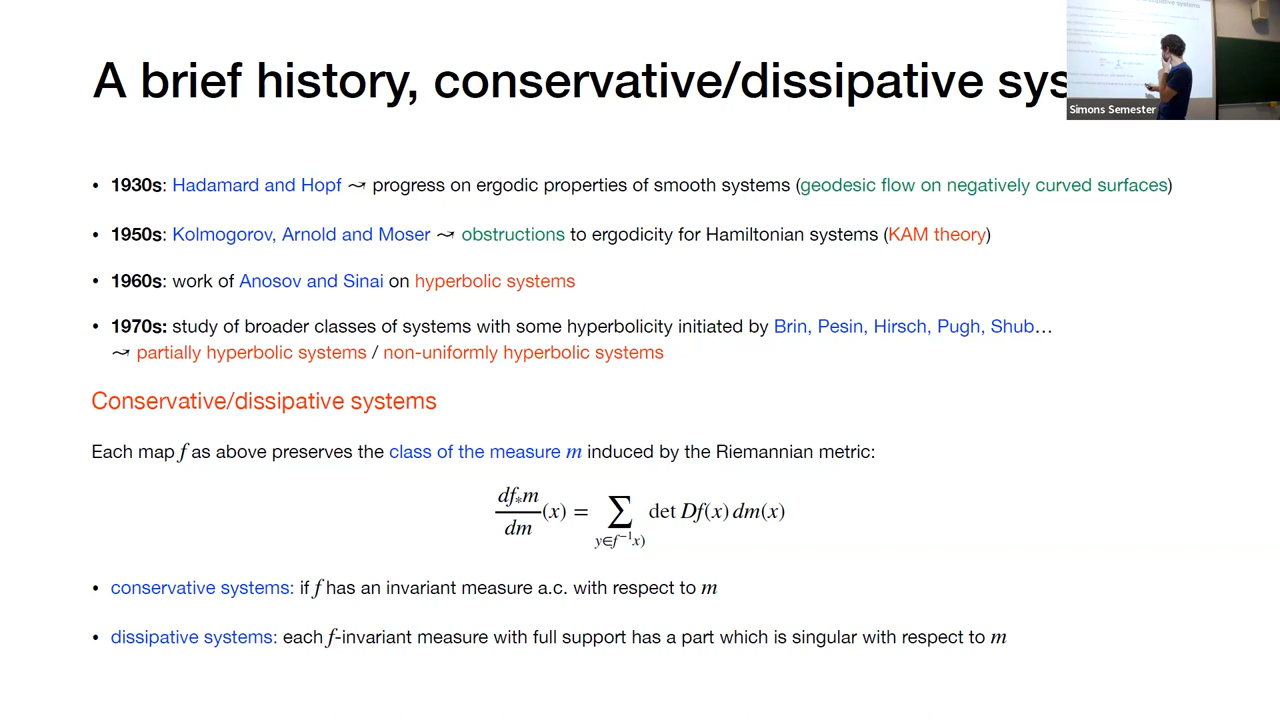 A brief history, conservative/dissipative sys
Simons Semester
• 1930s: Hadamard and Hopf ⤳ progress on ergodic properties of smooth systems (geodesic flow on negatively curved surfaces)
• 1950s: Kolmogorov, Arnold and Moser ⤳ obstructions to ergodicity for Hamiltonian systems (KAM theory)
• 1960s: work of Anosov and Sinai on hyperbolic systems
• 1970s: study of broader classes of systems with some hyperbolicity initiated by Brin, Pesin, Hirsch, Pugh, Shub…
⤳ partially hyperbolic systems / non-uniformly hyperbolic systems
Conservative/dissipative systems
Each map f as above preserves the class of the measure m induced by the Riemannian metric:
df*m/dm (x) = ∑ y∈f⁻¹x) det Df(x) dm(x)
• conservative systems: if f has an invariant measure a.c. with respect to m
• dissipative systems: each f-invariant measure with full support has a part which is singular with respect to m